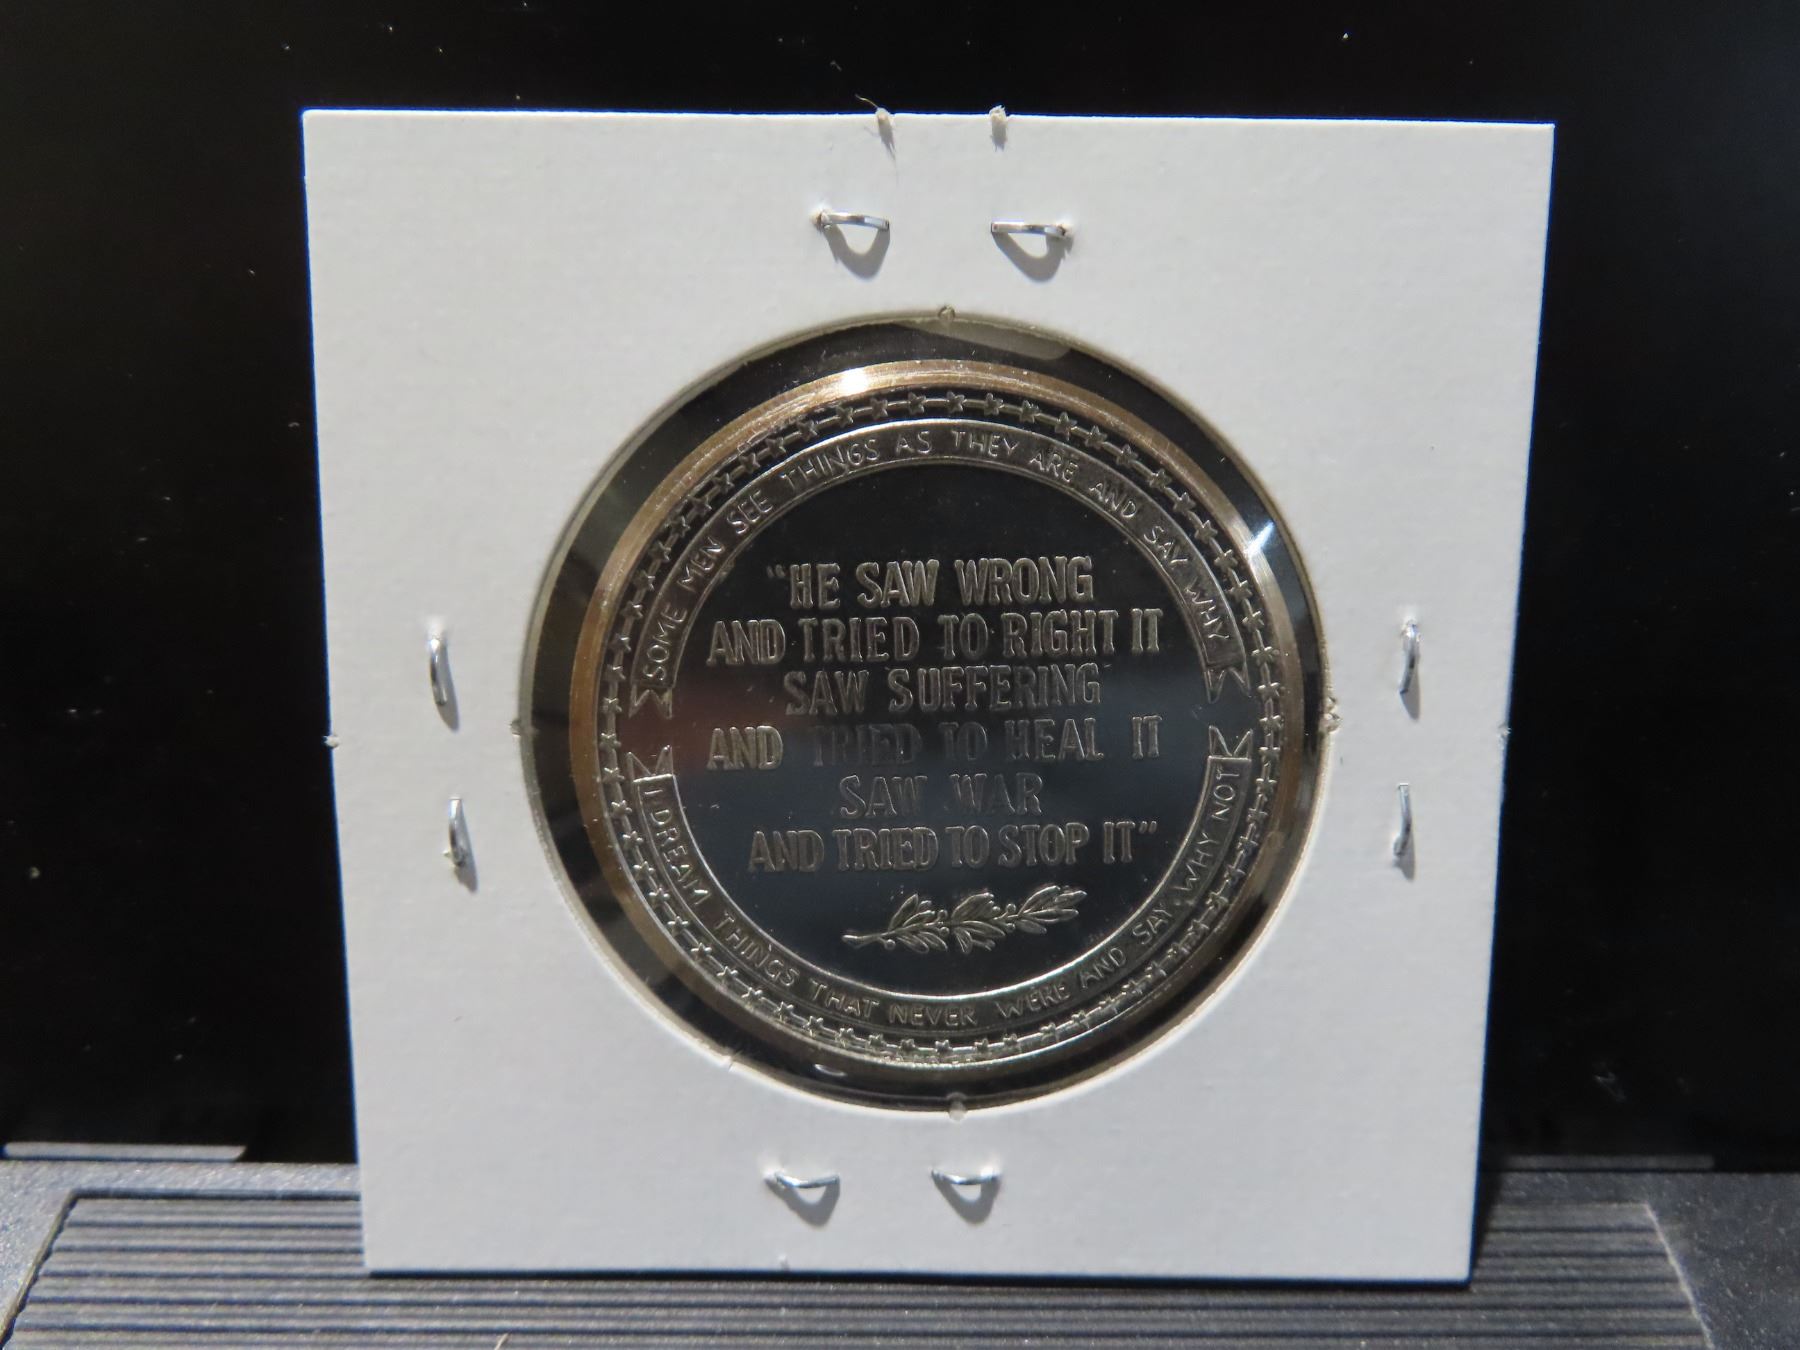 SOME MEN SEE THINGS AS THEY ARE AND SAY WHY
"HE SAW WRONG
AND TRIED TO RIGHT IT
SAW SUFFERING
AND TRIED TO HEAL IT
SAW WAR
AND TRIED TO STOP IT"
I DREAM THINGS THAT NEVER WERE AND SAY · WHY NOT